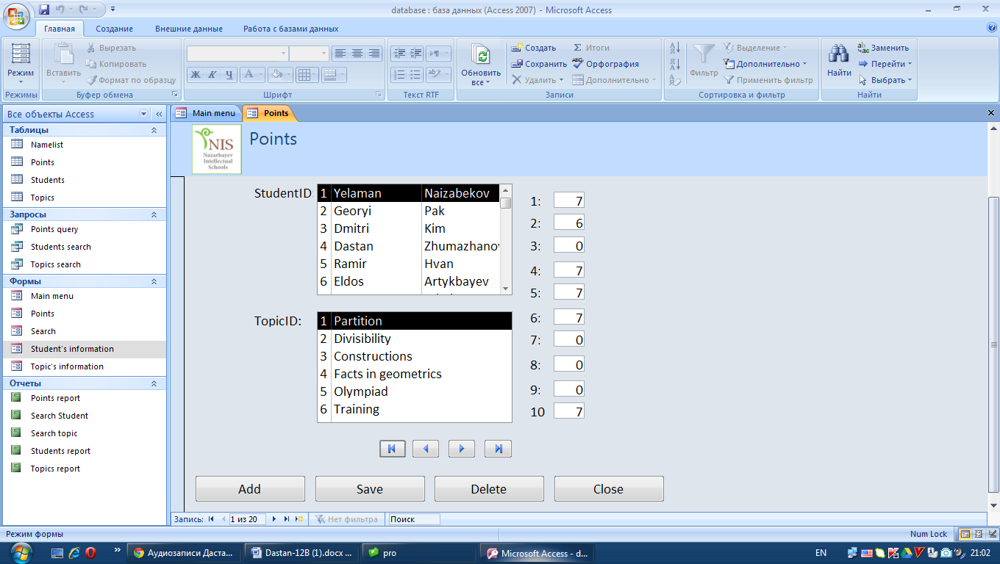 database : база данных (Access 2007) - Microsoft Access
Главная Создание Внешние данные Работа с базами данных
Режим
Режимы
Вставить
Вырезать
Копировать
Формат по образцу
Буфер обмена
Ж К Ч А
Шрифт
Текст RTF
Обновить все
Создать
Сохранить
Удалить
Итоги
Орфография
Дополнительно
Записи
Фильтр
Выделение
Дополнительно
Применить фильтр
Сортировка и фильтр
Найти
Заменить
Перейти
Выбрать
Найти
Все объекты Access
Таблицы
Namelist
Points
Students
Topics
Запросы
Points query
Students search
Topics search
Формы
Main menu
Points
Search
Student's information
Topic's information
Отчеты
Points report
Search Student
Search topic
Students report
Topics report
Main menu Points
NIS
Nazarbayev
Intellectual
Schools
Points
StudentID:
1 Yelaman Naizabekov
2 Georyi Pak
3 Dmitri Kim
4 Dastan Zhumazhanov
5 Ramir Hvan
6 Eldos Artykbayev
TopicID:
1 Partition
2 Divisibility
3 Constructions
4 Facts in geometrics
5 Olympiad
6 Training
1: 7
2: 6
3: 0
4: 7
5: 7
6: 7
7: 0
8: 0
9: 0
10 7
Add Save Delete Close
Запись: 1 из 20 Нет фильтра Поиск
Режим формы
Num Lock
Аудиозаписи Даста...
Dastan-12B (1).docx ...
pro
Microsoft Access - d...
EN
21:02